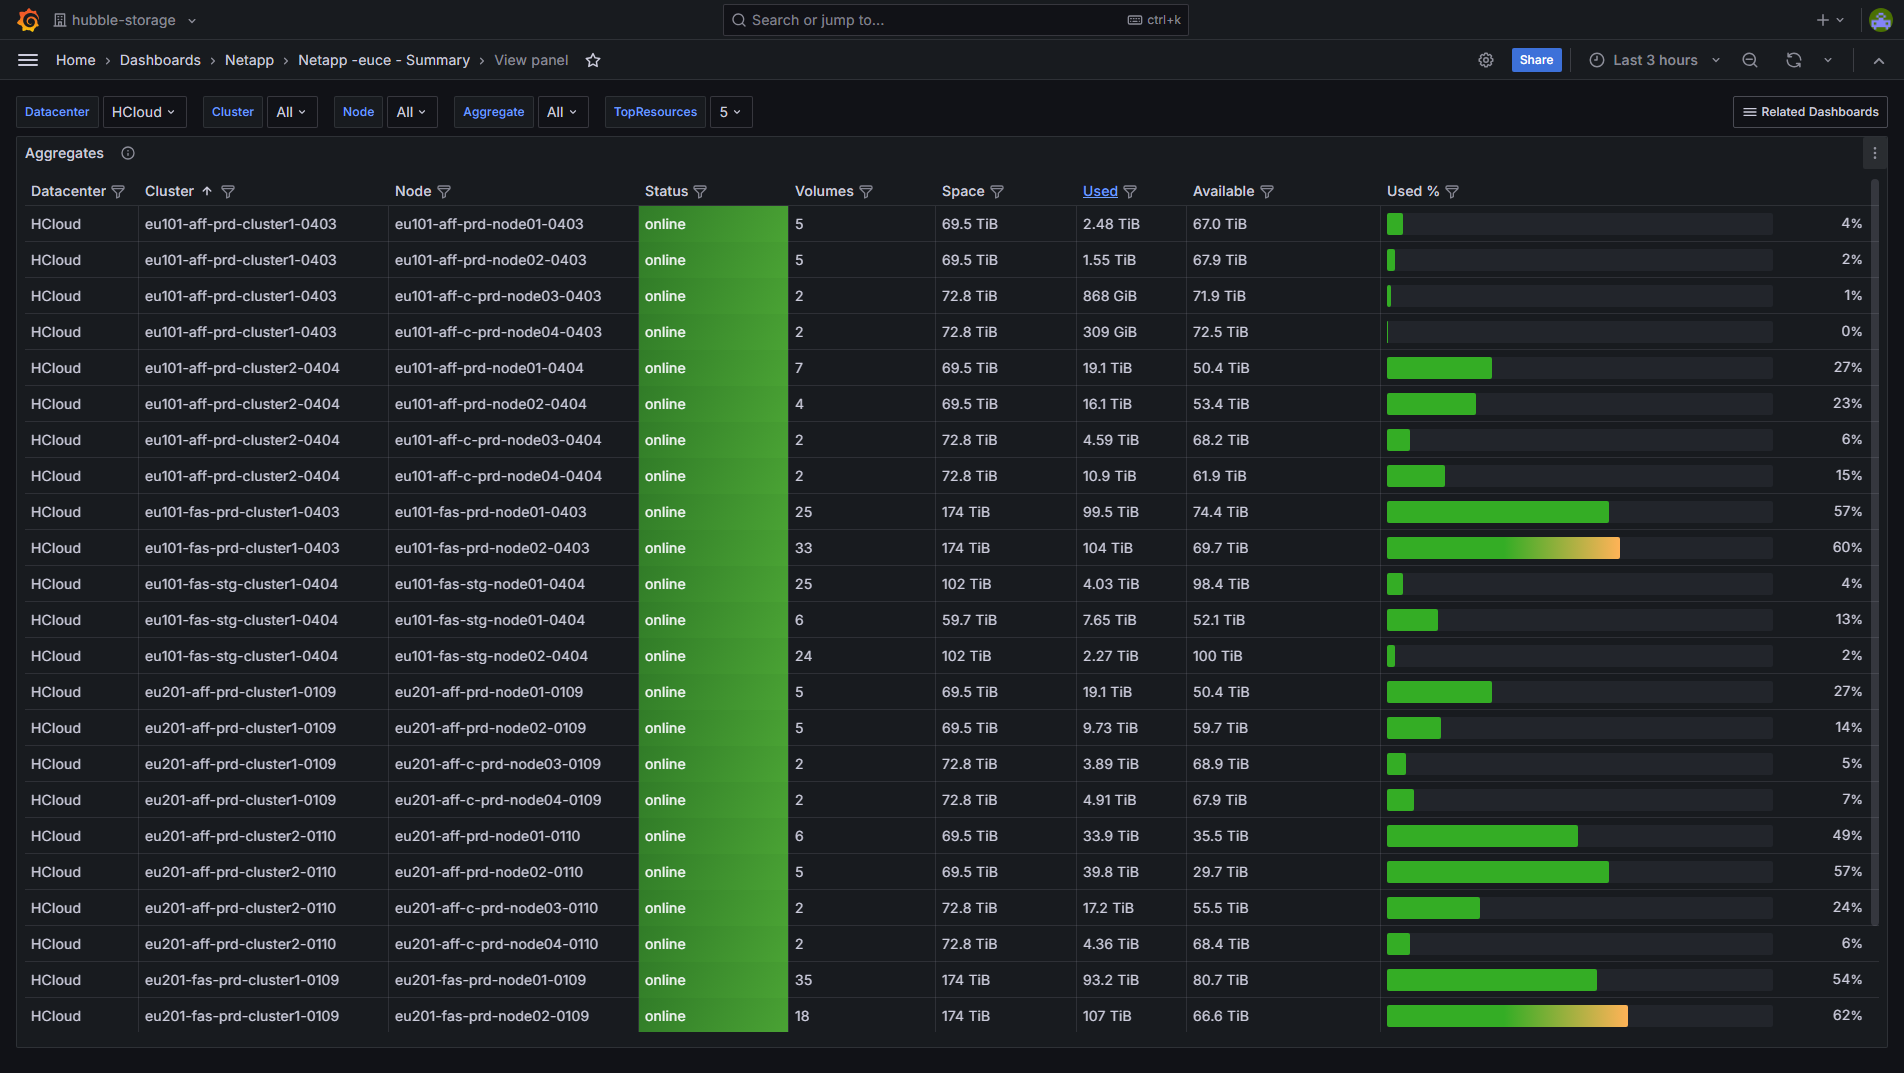 hubble-storage
Search or jump to... ctrl+k
Home › Dashboards › Netapp › Netapp -euce - Summary › View panel Share Last 3 hours
Datacenter HCloud Cluster All Node All Aggregate All TopResources 5 Related Dashboards
Aggregates
Datacenter Cluster Node Status Volumes Space Used Available Used %
HCloud eu101-aff-prd-cluster1-0403 eu101-aff-prd-node01-0403 online 5 69.5 TiB 2.48 TiB 67.0 TiB 4%
HCloud eu101-aff-prd-cluster1-0403 eu101-aff-prd-node02-0403 online 5 69.5 TiB 1.55 TiB 67.9 TiB 2%
HCloud eu101-aff-prd-cluster1-0403 eu101-aff-c-prd-node03-0403 online 2 72.8 TiB 868 GiB 71.9 TiB 1%
HCloud eu101-aff-prd-cluster1-0403 eu101-aff-c-prd-node04-0403 online 2 72.8 TiB 309 GiB 72.5 TiB 0%
HCloud eu101-aff-prd-cluster2-0404 eu101-aff-prd-node01-0404 online 7 69.5 TiB 19.1 TiB 50.4 TiB 27%
HCloud eu101-aff-prd-cluster2-0404 eu101-aff-prd-node02-0404 online 4 69.5 TiB 16.1 TiB 53.4 TiB 23%
HCloud eu101-aff-prd-cluster2-0404 eu101-aff-c-prd-node03-0404 online 2 72.8 TiB 4.59 TiB 68.2 TiB 6%
HCloud eu101-aff-prd-cluster2-0404 eu101-aff-c-prd-node04-0404 online 2 72.8 TiB 10.9 TiB 61.9 TiB 15%
HCloud eu101-fas-prd-cluster1-0403 eu101-fas-prd-node01-0403 online 25 174 TiB 99.5 TiB 74.4 TiB 57%
HCloud eu101-fas-prd-cluster1-0403 eu101-fas-prd-node02-0403 online 33 174 TiB 104 TiB 69.7 TiB 60%
HCloud eu101-fas-stg-cluster1-0404 eu101-fas-stg-node01-0404 online 25 102 TiB 4.03 TiB 98.4 TiB 4%
HCloud eu101-fas-stg-cluster1-0404 eu101-fas-stg-node01-0404 online 6 59.7 TiB 7.65 TiB 52.1 TiB 13%
HCloud eu101-fas-stg-cluster1-0404 eu101-fas-stg-node02-0404 online 24 102 TiB 2.27 TiB 100 TiB 2%
HCloud eu201-aff-prd-cluster1-0109 eu201-aff-prd-node01-0109 online 5 69.5 TiB 19.1 TiB 50.4 TiB 27%
HCloud eu201-aff-prd-cluster1-0109 eu201-aff-prd-node02-0109 online 5 69.5 TiB 9.73 TiB 59.7 TiB 14%
HCloud eu201-aff-prd-cluster1-0109 eu201-aff-c-prd-node03-0109 online 2 72.8 TiB 3.89 TiB 68.9 TiB 5%
HCloud eu201-aff-prd-cluster1-0109 eu201-aff-c-prd-node04-0109 online 2 72.8 TiB 4.91 TiB 67.9 TiB 7%
HCloud eu201-aff-prd-cluster2-0110 eu201-aff-prd-node01-0110 online 6 69.5 TiB 33.9 TiB 35.5 TiB 49%
HCloud eu201-aff-prd-cluster2-0110 eu201-aff-prd-node02-0110 online 5 69.5 TiB 39.8 TiB 29.7 TiB 57%
HCloud eu201-aff-prd-cluster2-0110 eu201-aff-c-prd-node03-0110 online 2 72.8 TiB 17.2 TiB 55.5 TiB 24%
HCloud eu201-aff-prd-cluster2-0110 eu201-aff-c-prd-node04-0110 online 2 72.8 TiB 4.36 TiB 68.4 TiB 6%
HCloud eu201-fas-prd-cluster1-0109 eu201-fas-prd-node01-0109 online 35 174 TiB 93.2 TiB 80.7 TiB 54%
HCloud eu201-fas-prd-cluster1-0109 eu201-fas-prd-node02-0109 online 18 174 TiB 107 TiB 66.6 TiB 62%